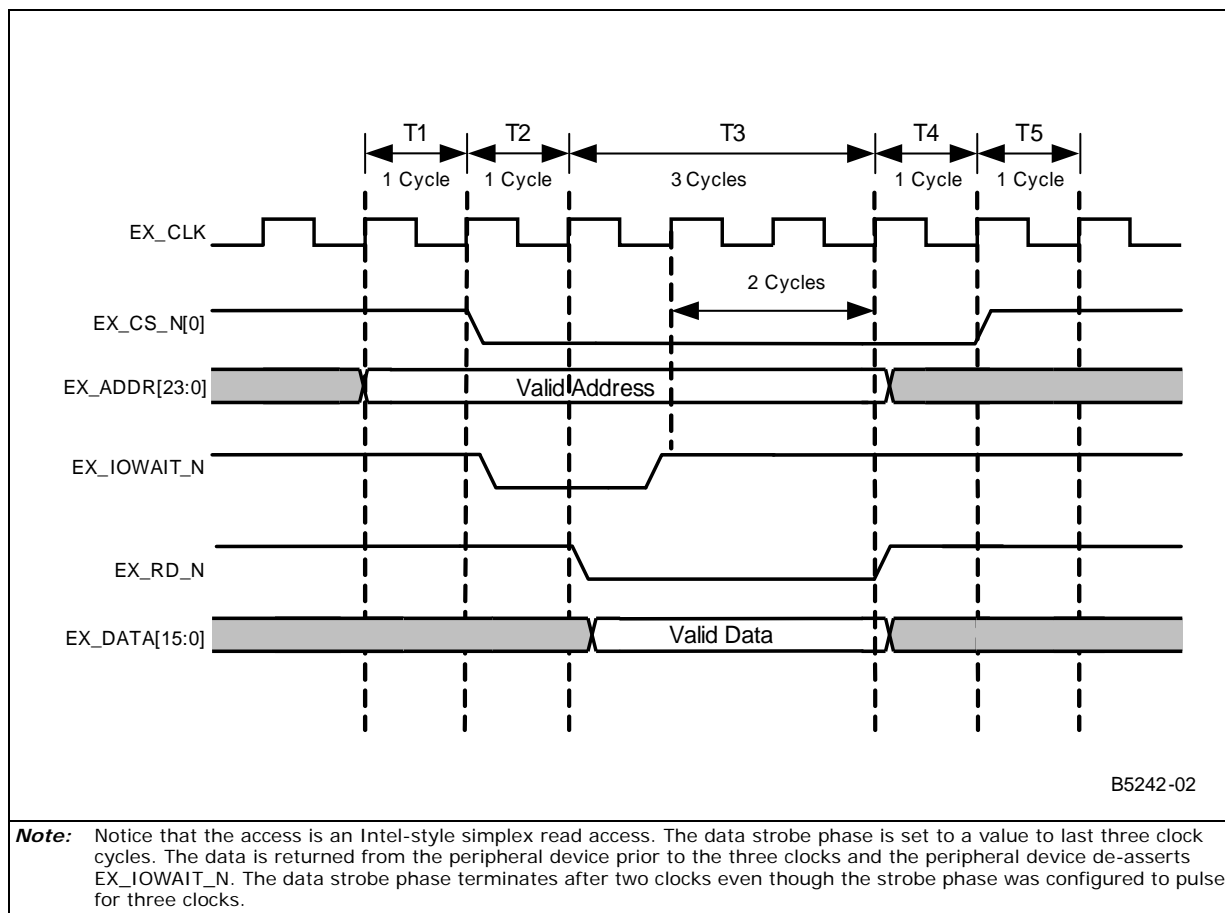 T1 T2 T3 T4 T5
1 Cycle 1 Cycle 3 Cycles 1 Cycle 1 Cycle
EX_CLK
2 Cycles
EX_CS_N[0]
EX_ADDR[23:0] Valid Address
EX_IOWAIT_N
EX_RD_N
EX_DATA[15:0] Valid Data
B5242-02
Note: Notice that the access is an Intel-style simplex read access. The data strobe phase is set to a value to last three clock
cycles. The data is returned from the peripheral device prior to the three clocks and the peripheral device de-asserts
EX_IOWAIT_N. The data strobe phase terminates after two clocks even though the strobe phase was configured to pulse
for three clocks.